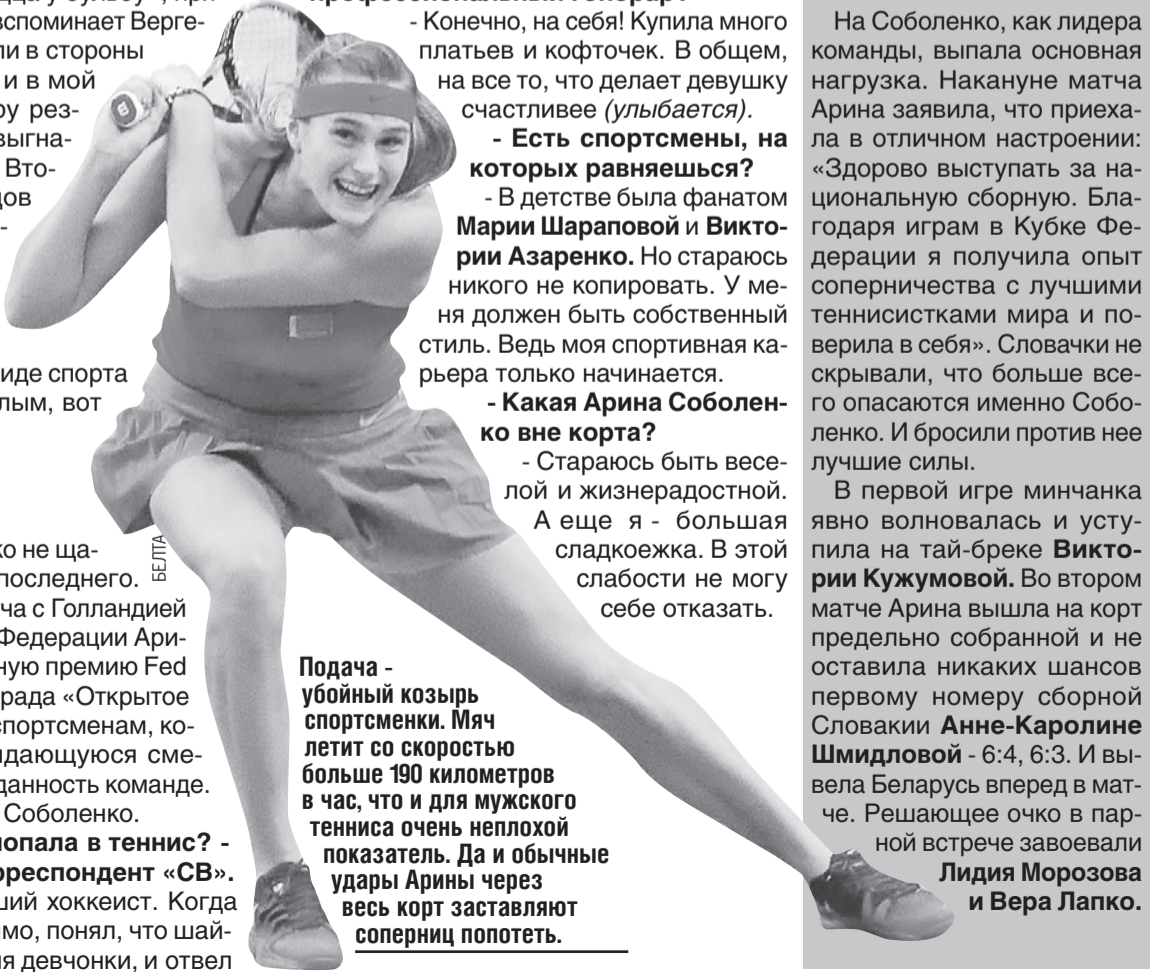 вспоминает Верге-
ли в стороны
и в мой
ру рез-
выгна-
Вто-
дов
иде спорта
лым, вот
ко не ща-
последнего.
ча с Голландией
Федерации Ари-
ную премию Fed
рада «Открытое
спортсменам, ко-
дающуюся сме-
данность команде.
Соболенко.
попала в теннис? -
рреспондент «СВ».
ший хоккеист. Когда
мо, понял, что шай-
я девчонки, и отвел
БЕЛТА
- Конечно, на себя! Купила много
платьев и кофточек. В общем,
на все то, что делает девушку
счастливее (улыбается).
- Есть спортсмены, на
которых равняешься?
- В детстве была фанатом
Марии Шараповой и Викто-
рии Азаренко. Но стараюсь
никого не копировать. У ме-
ня должен быть собственный
стиль. Ведь моя спортивная ка-
рьера только начинается.
- Какая Арина Соболен-
ко вне корта?
- Стараюсь быть весе-
лой и жизнерадостной.
А еще я - большая
сладкоежка. В этой
слабости не могу
себе отказать.
Подача -
убойный козырь
спортсменки. Мяч
летит со скоростью
больше 190 километров
в час, что и для мужского
тенниса очень неплохой
показатель. Да и обычные
удары Арины через
весь корт заставляют
соперниц попотеть.
На Соболенко, как лидера
команды, выпала основная
нагрузка. Накануне матча
Арина заявила, что приеха-
ла в отличном настроении:
«Здорово выступать за на-
циональную сборную. Бла-
годаря играм в Кубке Фе-
дерации я получила опыт
соперничества с лучшими
теннисистками мира и по-
верила в себя». Словачки не
скрывали, что больше все-
го опасаются именно Собо-
ленко. И бросили против нее
лучшие силы.
В первой игре минчанка
явно волновалась и усту-
пила на тай-бреке Викто-
рии Кужумовой. Во втором
матче Арина вышла на корт
предельно собранной и не
оставила никаких шансов
первому номеру сборной
Словакии Анне-Каролине
Шмидловой - 6:4, 6:3. И вы-
вела Беларусь вперед в мат-
че. Решающее очко в пар-
ной встрече завоевали
Лидия Морозова
и Вера Лапко.